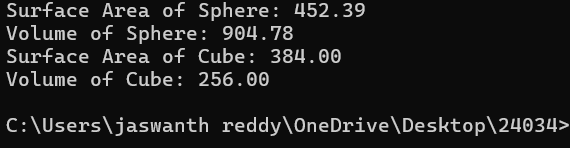 Surface Area of Sphere: 452.39
Volume of Sphere: 904.78
Surface Area of Cube: 384.00
Volume of Cube: 256.00
C:\Users\jaswanth reddy\OneDrive\Desktop\24034>